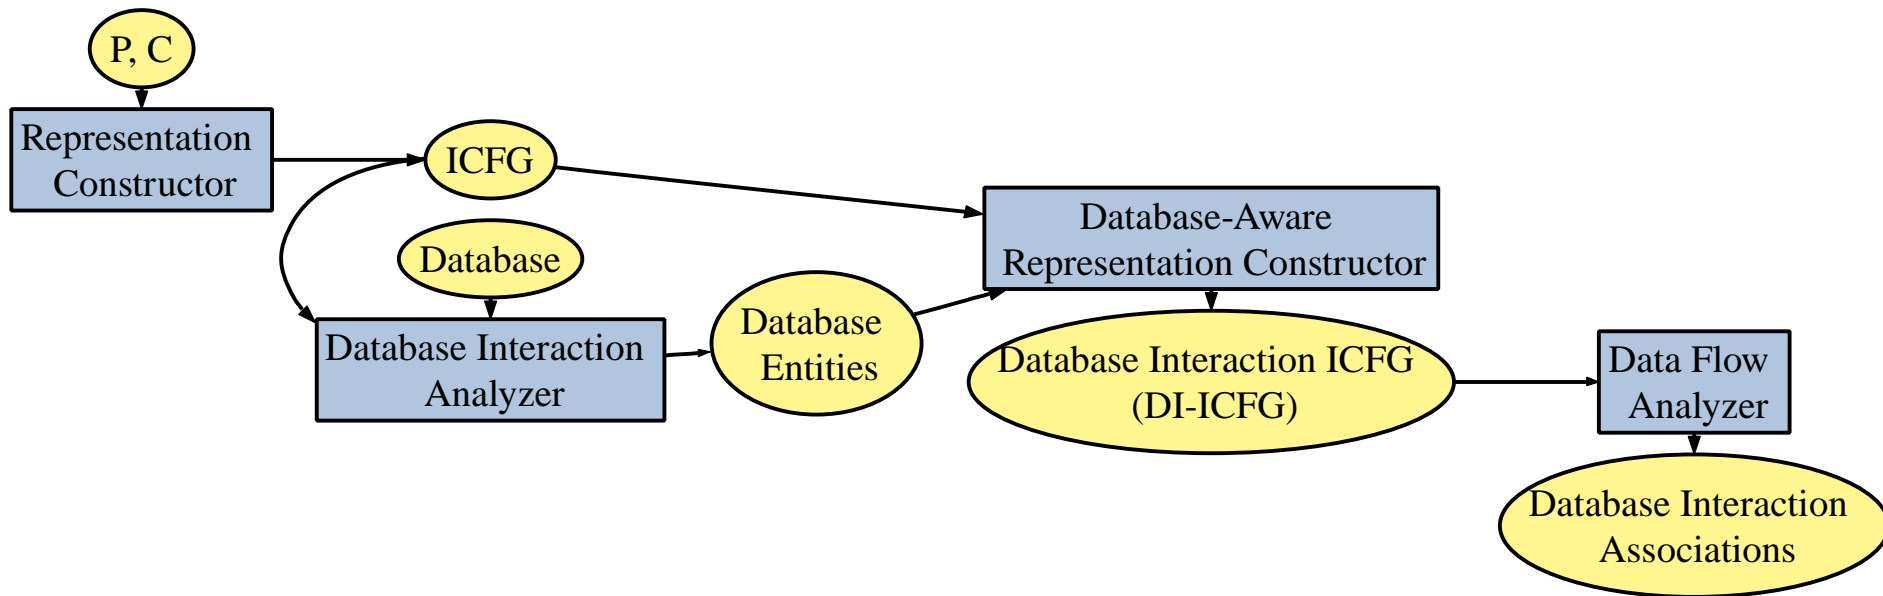 P, C
Representation
Constructor
ICFG
Database
Database Interaction
Analyzer
Database
Entities
Database-Aware
Representation Constructor
Database Interaction ICFG
(DI-ICFG)
Data Flow
Analyzer
Database Interaction
Associations